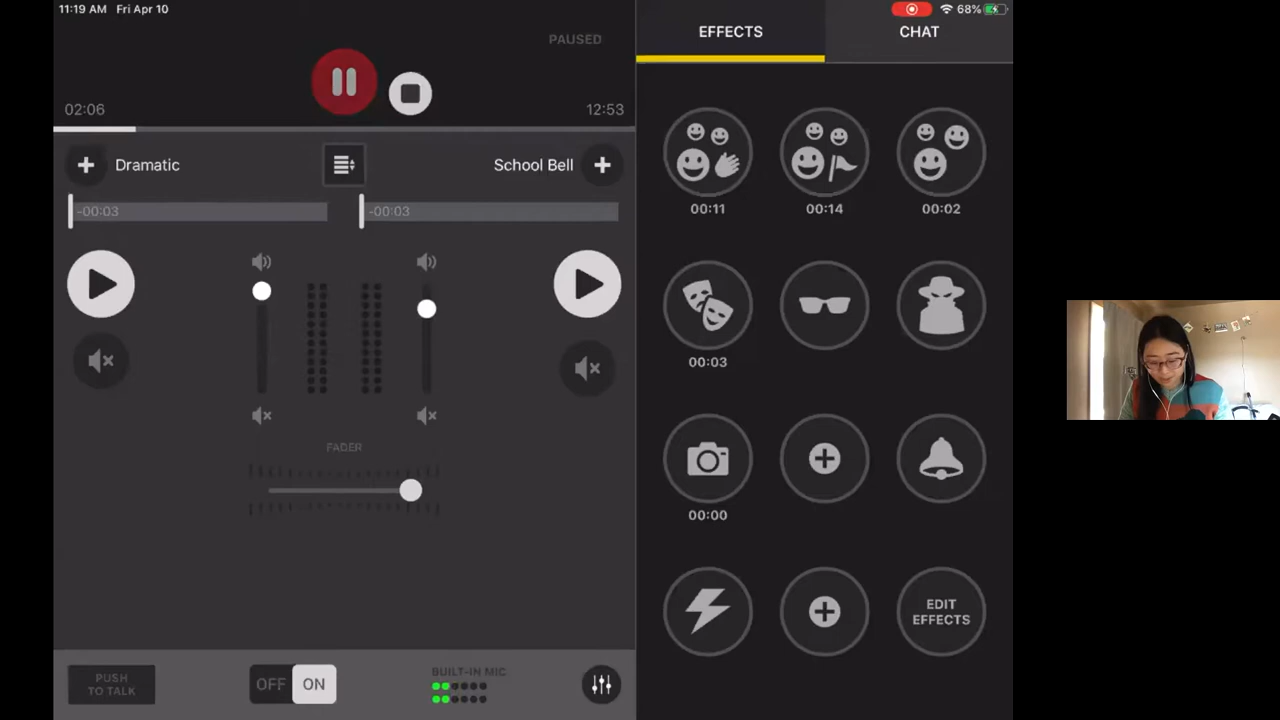 11:19 AM Fri Apr 10
68%
PAUSED
02:06
12:53
Dramatic
School Bell
-00:03
-00:03
FADER
PUSH
TO TALK
OFF
ON
BUILT-IN MIC
EFFECTS
CHAT
00:11
00:14
00:02
00:03
00:00
EDIT
EFFECTS